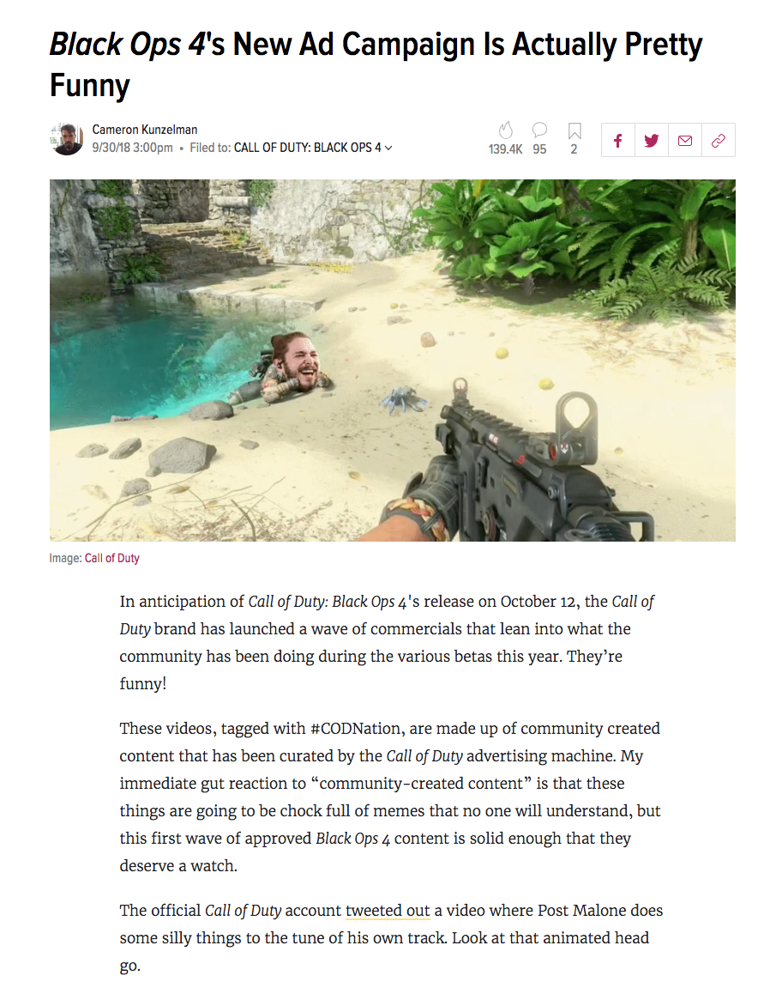 Black Ops 4's New Ad Campaign Is Actually Pretty
Funny
Cameron Kunzelman
9/30/18 3:00pm • Filed to: CALL OF DUTY: BLACK OPS 4
139.4K 95 2
Image: Call of Duty
In anticipation of Call of Duty: Black Ops 4's release on October 12, the Call of
Duty brand has launched a wave of commercials that lean into what the
community has been doing during the various betas this year. They’re
funny!
These videos, tagged with #CODNation, are made up of community created
content that has been curated by the Call of Duty advertising machine. My
immediate gut reaction to “community-created content” is that these
things are going to be chock full of memes that no one will understand, but
this first wave of approved Black Ops 4 content is solid enough that they
deserve a watch.
The official Call of Duty account tweeted out a video where Post Malone does
some silly things to the tune of his own track. Look at that animated head
go.